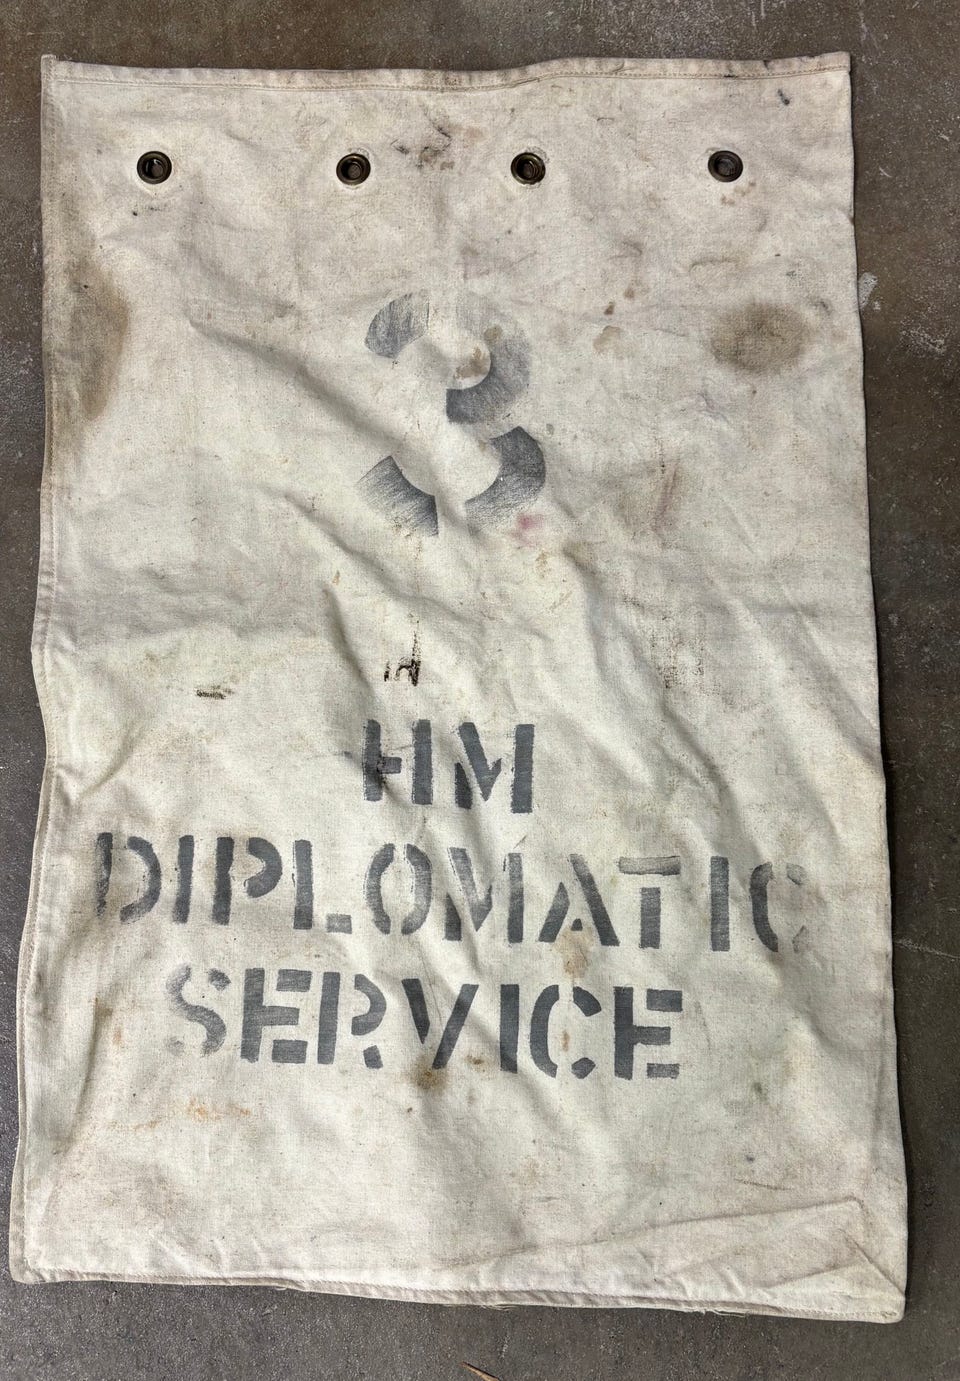 3
HM
DIPLOMATIC
SERVICE